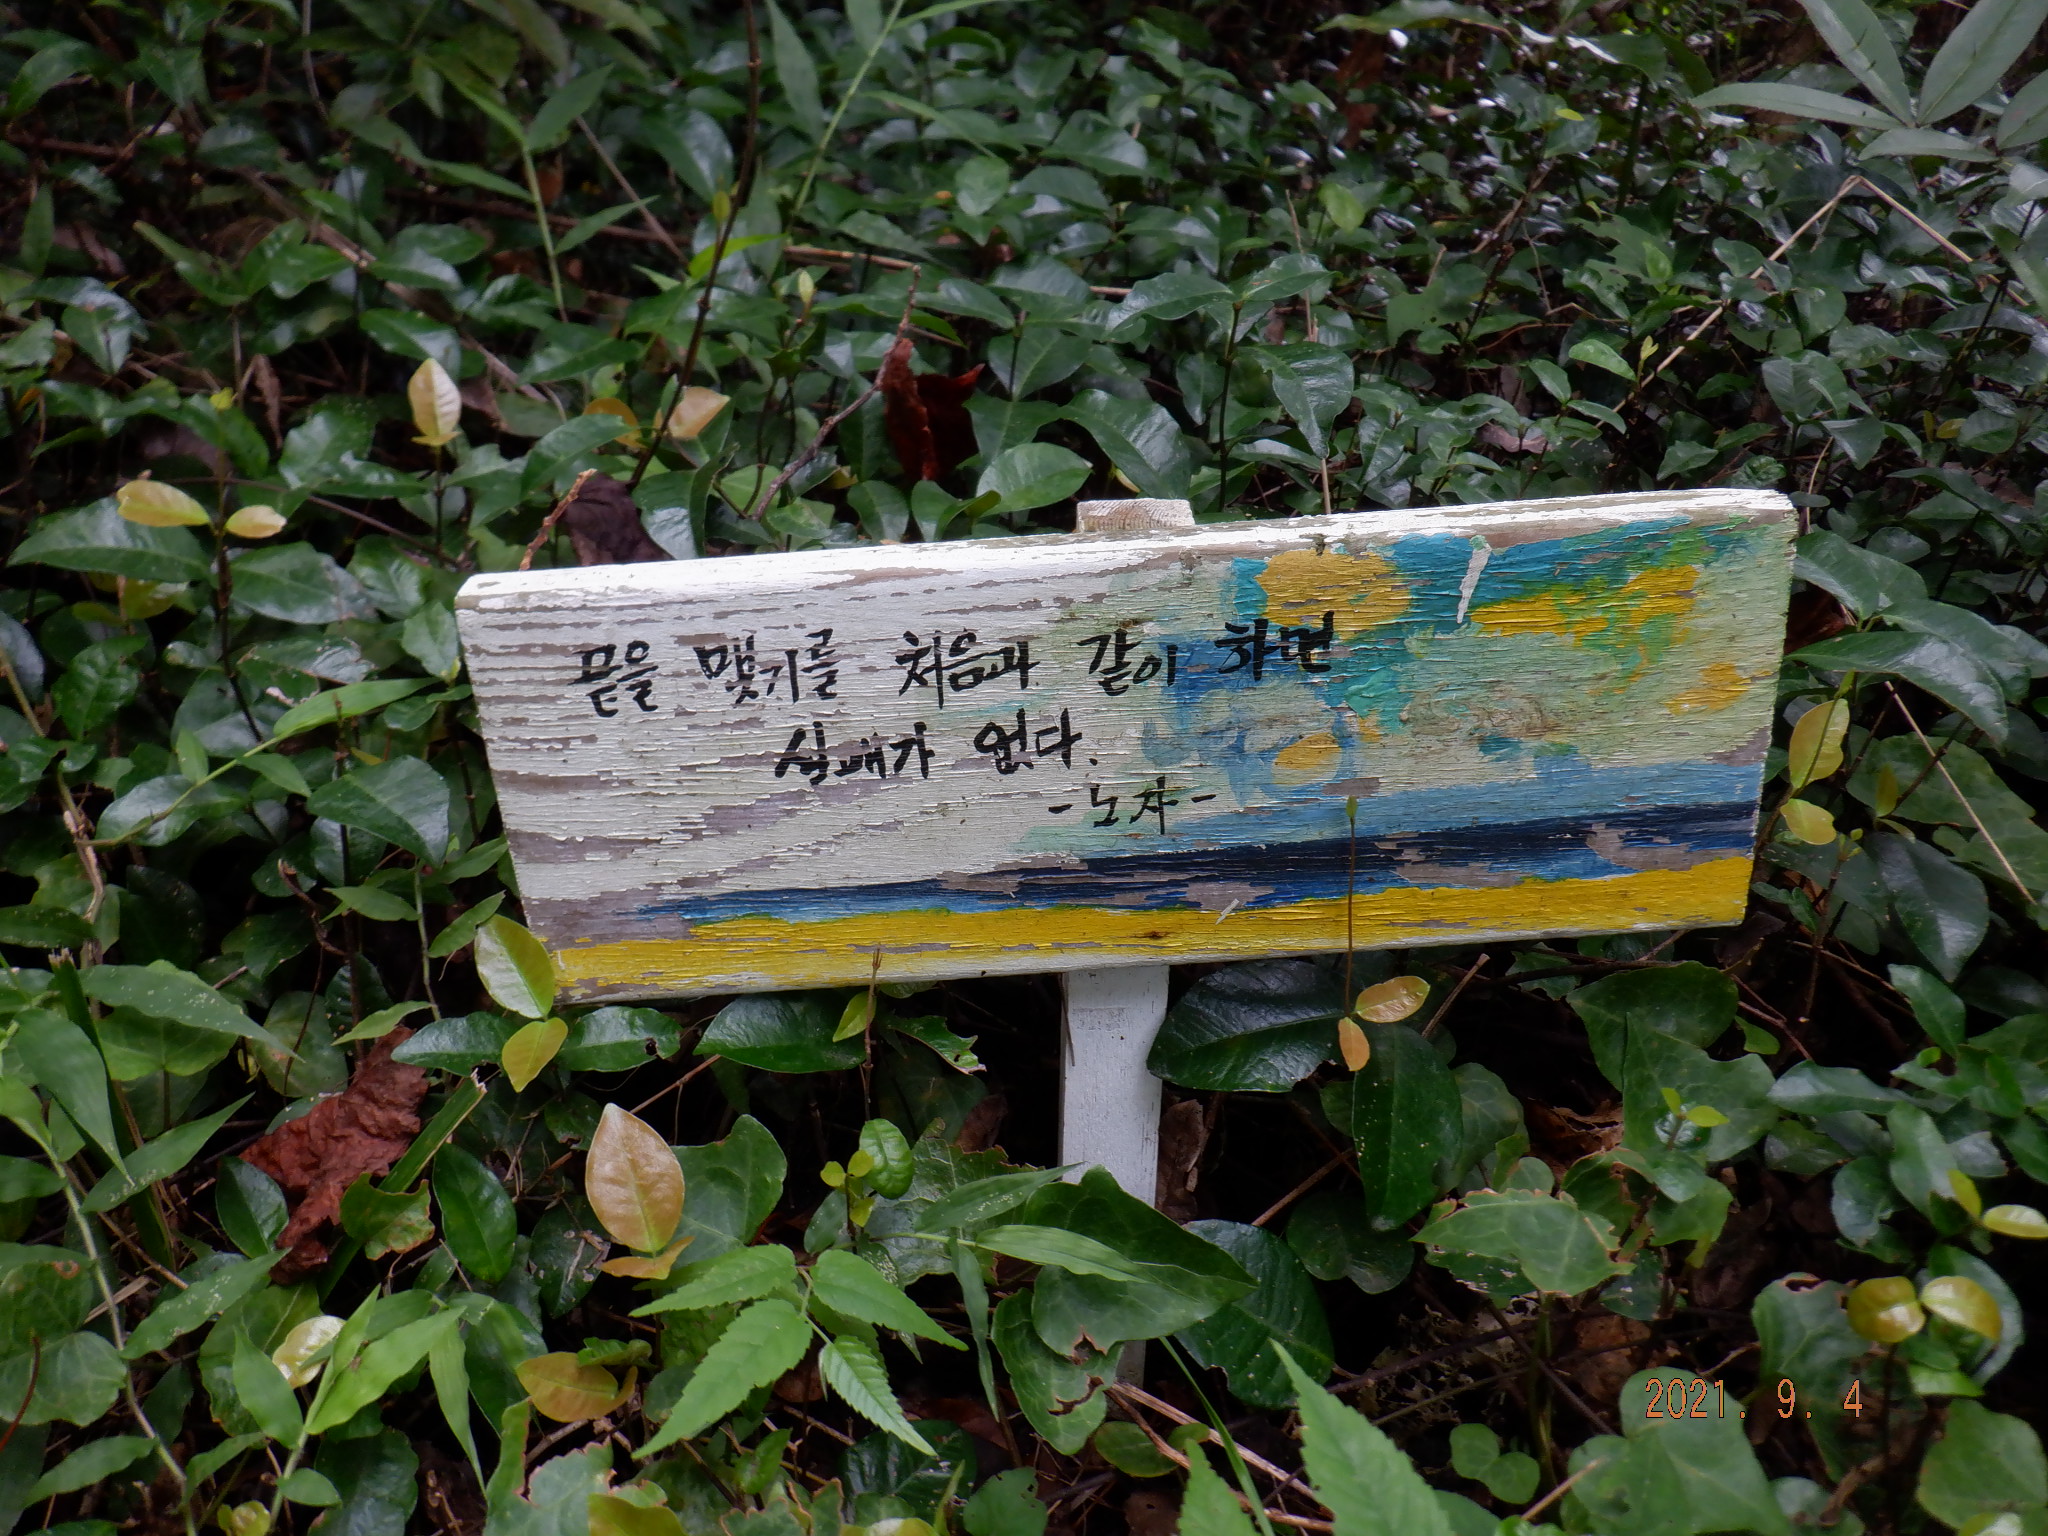 끝을 맺기를 처음과 같이 하면
실패가 없다.
-노자-
2021. 9. 4